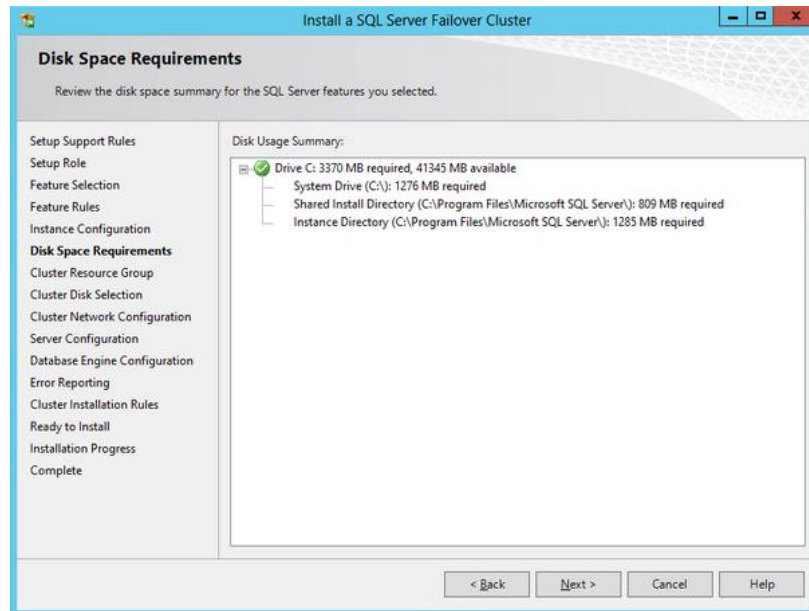 Install a SQL Server Failover Cluster
Disk Space Requirements
Review the disk space summary for the SQL Server features you selected.
Setup Support Rules
Setup Role
Feature Selection
Feature Rules
Instance Configuration
Disk Space Requirements
Cluster Resource Group
Cluster Disk Selection
Cluster Network Configuration
Server Configuration
Database Engine Configuration
Error Reporting
Cluster Installation Rules
Ready to Install
Installation Progress
Complete
Disk Usage Summary:
Drive C: 3370 MB required, 41345 MB available
System Drive (C:\): 1276 MB required
Shared Install Directory (C:\Program Files\Microsoft SQL Server\): 809 MB required
Instance Directory (C:\Program Files\Microsoft SQL Server\): 1285 MB required
< Back
Next >
Cancel
Help